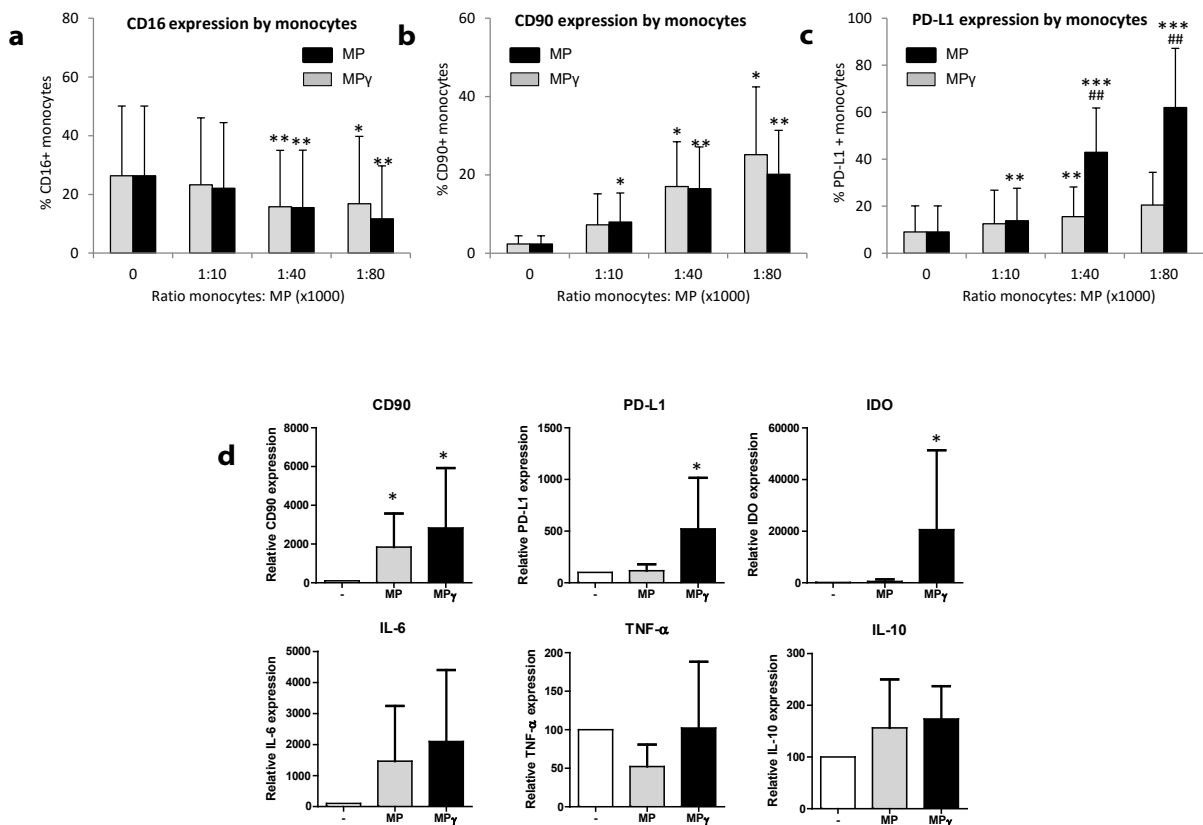 a
CD16 expression by monocytes
% CD16+ monocytes
80
60
40
20
0
MP
MPγ
** ** * **
0 1:10 1:40 1:80
Ratio monocytes: MP (x1000)
b
CD90 expression by monocytes
% CD90+ monocytes
60
40
20
0
MP
MPγ
* * ** * **
0 1:10 1:40 1:80
Ratio monocytes: MP (x1000)
c
PD-L1 expression by monocytes
% PD-L1 + monocytes
100
80
60
40
20
0
MP
MPγ
** ** *** ***
## ##
0 1:10 1:40 1:80
Ratio monocytes: MP (x1000)
d
CD90
Relative CD90 expression
8000
6000
4000
2000
0
* *
- MP MPγ
PD-L1
Relative PD-L1 expression
1500
1000
500
0
*
- MP MPγ
IDO
Relative IDO expression
60000
40000
20000
0
*
- MP MPγ
IL-6
Relative IL-6 expression
5000
4000
3000
2000
1000
0
- MP MPγ
TNF-α
Relative TNF-α expression
200
150
100
50
0
- MP MPγ
IL-10
Relative IL-10 expression
300
200
100
0
- MP MPγ